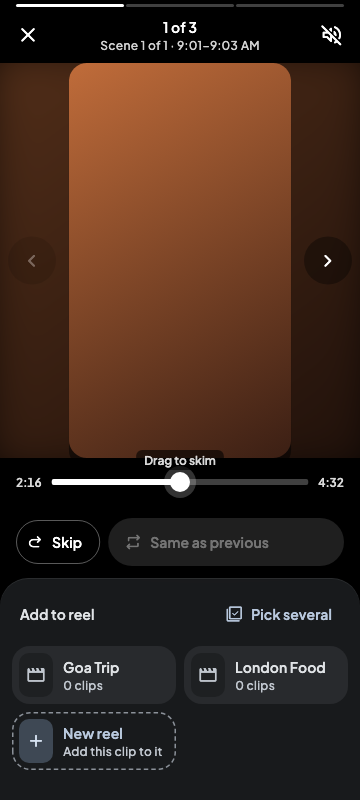 1 of 3
Scene 1 of 1 · 9:01–9:03 AM
Drag to skim
2:16
4:32
Skip
Same as previous
Add to reel
Pick several
Goa Trip
0 clips
London Food
0 clips
New reel
Add this clip to it